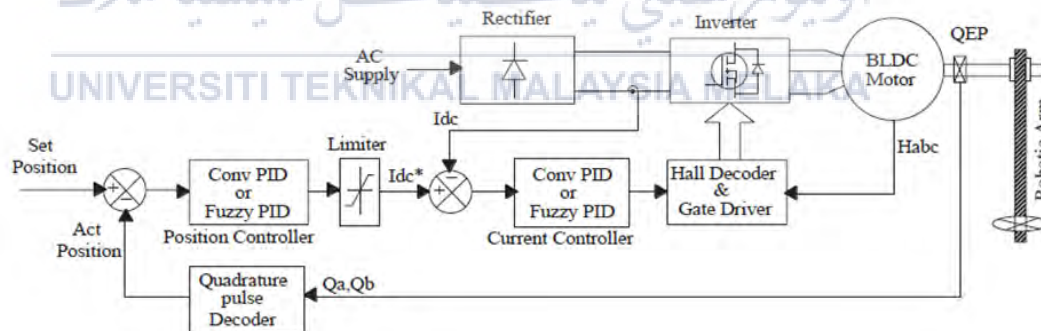 Rectifier
Inverter
QEP
AC
Supply
BLDC
Motor
UNIVERSITI TEKNIKAL MALAYSIA MELAKA
Idc
Habc
Set
Position
Limiter
Idc*
Conv PID
or
Fuzzy PID
Position Controller
Conv PID
or
Fuzzy PID
Current Controller
Hall Decoder
&
Gate Driver
Robotic Arm
Act
Position
Quadrature
pulse
Decoder
Qa,Qb